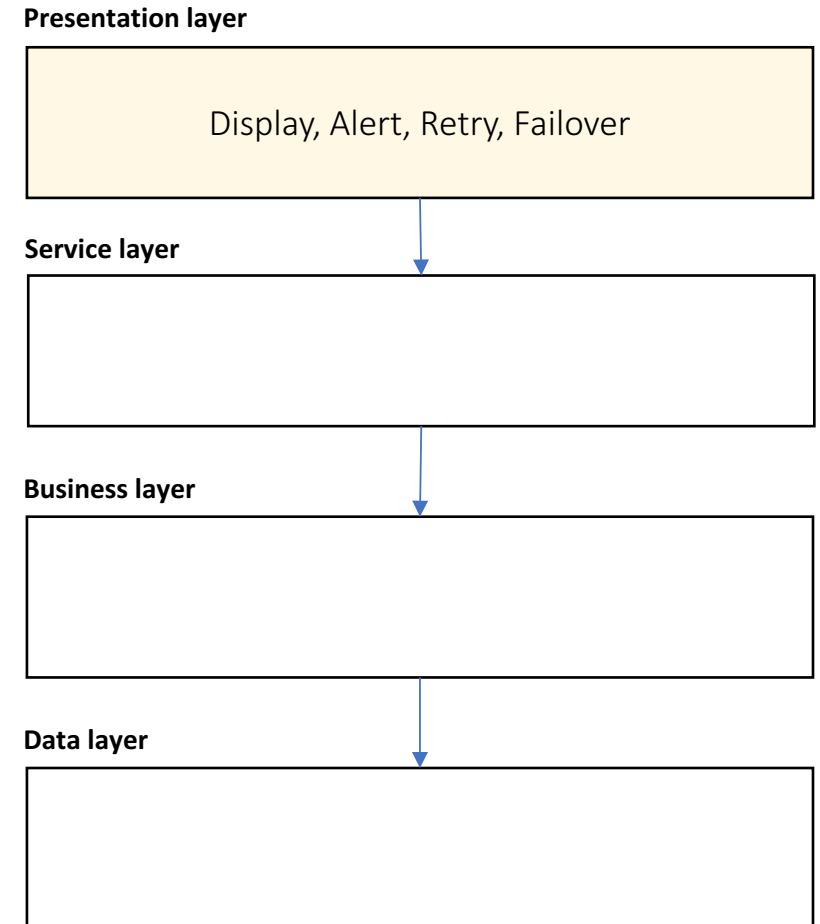 Presentation layer
Display, Alert, Retry, Failover
Service layer
Business layer
Data layer